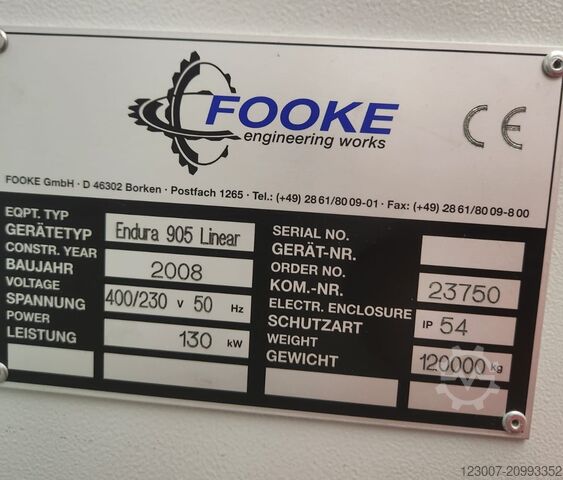 FOOKE
engineering works
CE
FOOKE GmbH · D 46302 Borken · Postfach 1265 · Tel.: (+49) 28 61/80 09-01 · Fax: (+49) 28 61/80 09-8 00
EQPT. TYP
GERÄTETYP Endura 905 Linear
CONSTR. YEAR
BAUJAHR 2008
VOLTAGE
SPANNUNG 400/230 V 50 Hz
POWER
LEISTUNG 130 kW
SERIAL NO.
GERÄT-NR.
ORDER NO.
KOM.-NR. 23750
ELECTR. ENCLOSURE
SCHUTZART IP 54
WEIGHT
GEWICHT 120000 Kg
123007-20993352